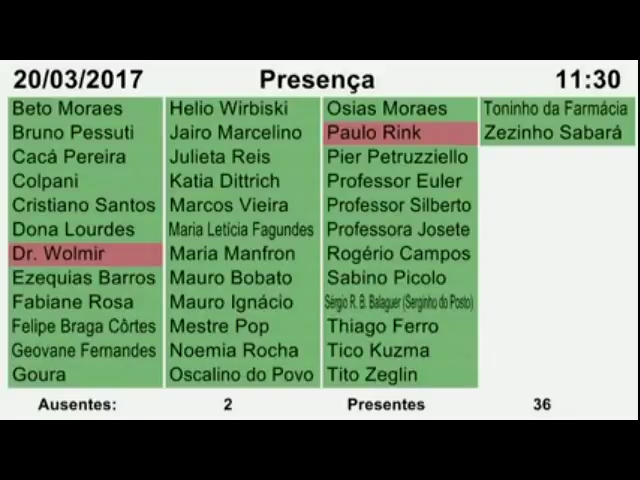 20/03/2017 Presença 11:30
Beto Moraes Helio Wirbiski Osias Moraes Toninho da Farmácia
Bruno Pessuti Jairo Marcelino Paulo Rink Zezinho Sabará
Cacá Pereira Julieta Reis Pier Petruzziello
Colpani Katia Dittrich Professor Euler
Cristiano Santos Marcos Vieira Professor Silberto
Dona Lourdes Maria Letícia Fagundes Professora Josete
Dr. Wolmir Maria Manfron Rogério Campos
Ezequias Barros Mauro Bobato Sabino Picolo
Fabiane Rosa Mauro Ignácio Sérgio R. B. Balaguer (Serginho do Posto)
Felipe Braga Côrtes Mestre Pop Thiago Ferro
Geovane Fernandes Noemia Rocha Tico Kuzma
Goura Oscalino do Povo Tito Zeglin
Ausentes: 2 Presentes 36